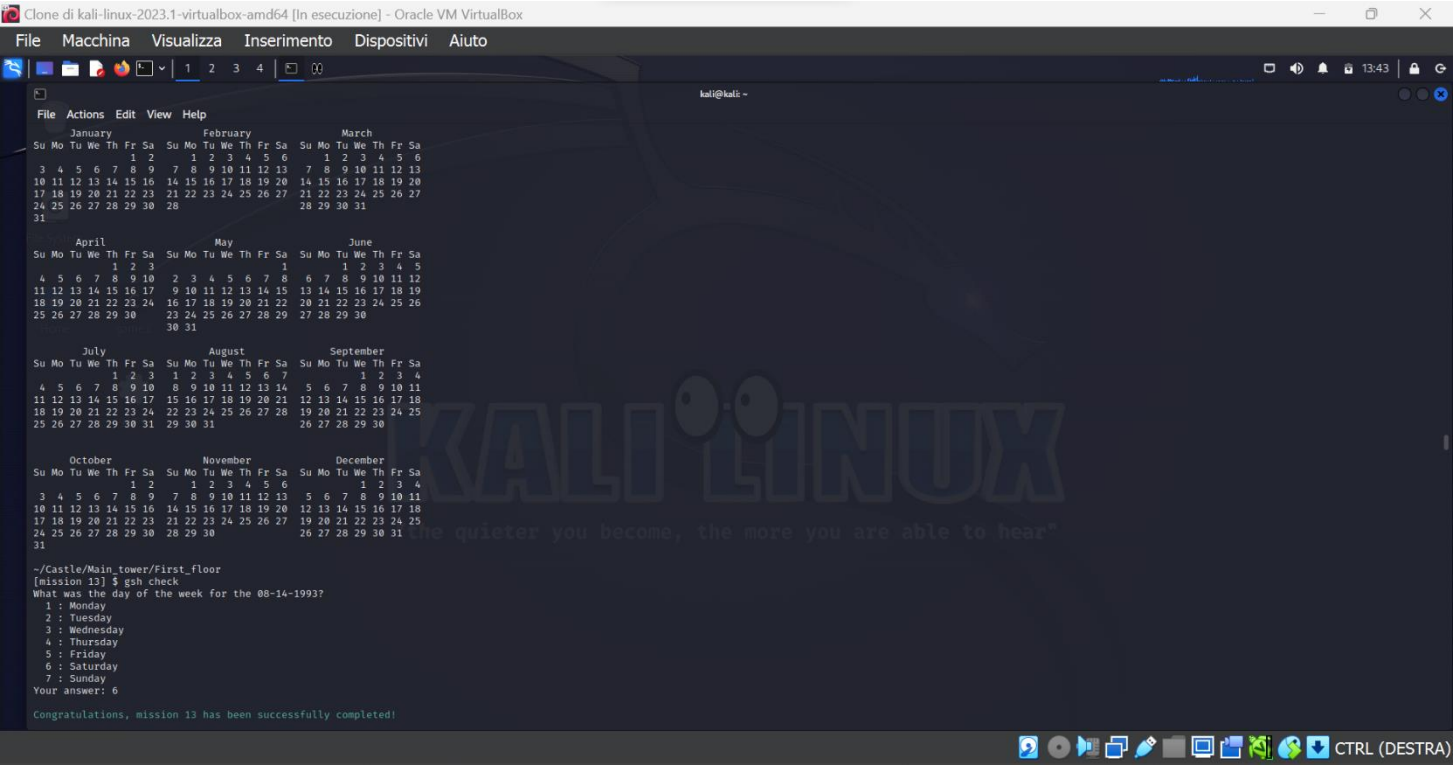 Clone di kali-linux-2023.1-virtualbox-amd64 [In esecuzione] - Oracle VM VirtualBox
File Macchina Visualizza Inserimento Dispositivi Aiuto
1 2 3 4 13:43
kali@kali: ~
File Actions Edit View Help
      January               February               March
Su Mo Tu We Th Fr Sa  Su Mo Tu We Th Fr Sa  Su Mo Tu We Th Fr Sa
                1  2      1  2  3  4  5  6      1  2  3  4  5  6
 3  4  5  6  7  8  9   7  8  9 10 11 12 13   7  8  9 10 11 12 13
10 11 12 13 14 15 16  14 15 16 17 18 19 20  14 15 16 17 18 19 20
17 18 19 20 21 22 23  21 22 23 24 25 26 27  21 22 23 24 25 26 27
24 25 26 27 28 29 30  28                    28 29 30 31
31
       April                  May                   June
Su Mo Tu We Th Fr Sa  Su Mo Tu We Th Fr Sa  Su Mo Tu We Th Fr Sa
             1  2  3                     1         1  2  3  4  5
 4  5  6  7  8  9 10   2  3  4  5  6  7  8   6  7  8  9 10 11 12
11 12 13 14 15 16 17   9 10 11 12 13 14 15  13 14 15 16 17 18 19
18 19 20 21 22 23 24  16 17 18 19 20 21 22  20 21 22 23 24 25 26
25 26 27 28 29 30     23 24 25 26 27 28 29  27 28 29 30
                      30 31
        July                 August              September
Su Mo Tu We Th Fr Sa  Su Mo Tu We Th Fr Sa  Su Mo Tu We Th Fr Sa
             1  2  3   1  2  3  4  5  6  7            1  2  3  4
 4  5  6  7  8  9 10   8  9 10 11 12 13 14   5  6  7  8  9 10 11
11 12 13 14 15 16 17  15 16 17 18 19 20 21  12 13 14 15 16 17 18
18 19 20 21 22 23 24  22 23 24 25 26 27 28  19 20 21 22 23 24 25
25 26 27 28 29 30 31  29 30 31              26 27 28 29 30
      October               November              December
Su Mo Tu We Th Fr Sa  Su Mo Tu We Th Fr Sa  Su Mo Tu We Th Fr Sa
                1  2      1  2  3  4  5  6            1  2  3  4
 3  4  5  6  7  8  9   7  8  9 10 11 12 13   5  6  7  8  9 10 11
10 11 12 13 14 15 16  14 15 16 17 18 19 20  12 13 14 15 16 17 18
17 18 19 20 21 22 23  21 22 23 24 25 26 27  19 20 21 22 23 24 25
24 25 26 27 28 29 30  28 29 30              26 27 28 29 30 31
31
KALI LINUX
the quieter you become, the more you are able to hear"
~/Castle/Main_tower/First_floor
[mission 13] $ gsh check
What was the day of the week for the 08-14-1993?
1 : Monday
2 : Tuesday
3 : Wednesday
4 : Thursday
5 : Friday
6 : Saturday
7 : Sunday
Your answer: 6
Congratulations, mission 13 has been successfully completed!
CTRL (DESTRA)